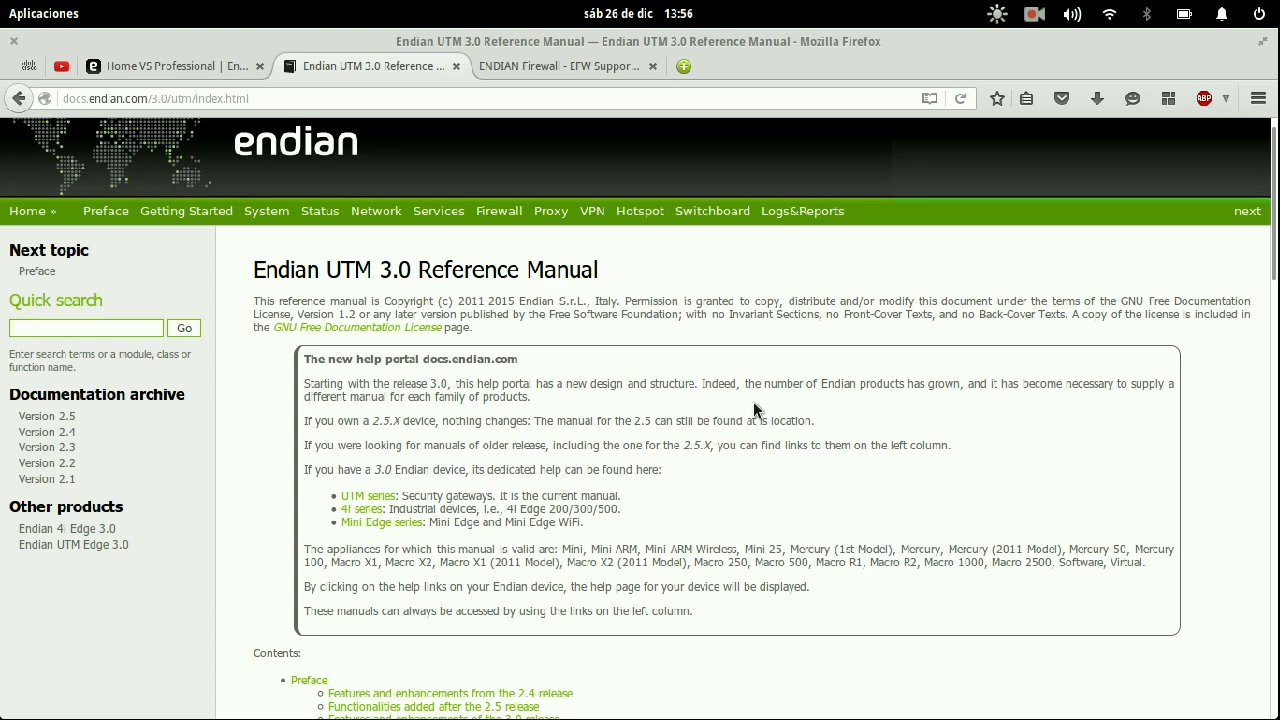 Aplicaciones
sáb 26 de dic 13:56
Endian UTM 3.0 Reference Manual — Endian UTM 3.0 Reference Manual - Mozilla Firefox
Home VS Professional | En...
Endian UTM 3.0 Reference ...
ENDIAN Firewall - EFW Suppor...
docs.endian.com/3.0/utm/index.html
ABP
endian
Home » Preface Getting Started System Status Network Services Firewall Proxy VPN Hotspot Switchboard Logs&Reports next
Next topic
Preface
Quick search
Go
Enter search terms or a module, class or
function name.
Documentation archive
Version 2.5
Version 2.4
Version 2.3
Version 2.2
Version 2.1
Other products
Endian 4i Edge 3.0
Endian UTM Edge 3.0
Endian UTM 3.0 Reference Manual
This reference manual is Copyright (c) 2011-2015 Endian S.r.L., Italy. Permission is granted to copy, distribute and/or modify this document under the terms of the GNU Free Documentation
License, Version 1.2 or any later version published by the Free Software Foundation; with no Invariant Sections, no Front-Cover Texts, and no Back-Cover Texts. A copy of the license is included in
the GNU Free Documentation License page.
The new help portal docs.endian.com
Starting with the release 3.0, this help portal has a new design and structure. Indeed, the number of Endian products has grown, and it has become necessary to supply a
different manual for each family of products.
If you own a 2.5.X device, nothing changes: The manual for the 2.5 can still be found at is location.
If you were looking for manuals of older release, including the one for the 2.5.X, you can find links to them on the left column.
If you have a 3.0 Endian device, its dedicated help can be found here:
UTM series: Security gateways. It is the current manual.
4i series: Industrial devices, i.e., 4i Edge 200/300/500.
Mini Edge series: Mini Edge and Mini Edge WiFi.
The appliances for which this manual is valid are: Mini, Mini ARM, Mini ARM Wireless, Mini 25, Mercury (1st Model), Mercury, Mercury (2011 Model), Mercury 50, Mercury
100, Macro X1, Macro X2, Macro X1 (2011 Model), Macro X2 (2011 Model), Macro 250, Macro 500, Macro R1, Macro R2, Macro 1000, Macro 2500, Software, Virtual.
By clicking on the help links on your Endian device, the help page for your device will be displayed.
These manuals can always be accessed by using the links on the left column.
Contents:
Preface
Features and enhancements from the 2.4 release
Functionalities added after the 2.5 release
Features and enhancements of the 3.0 release